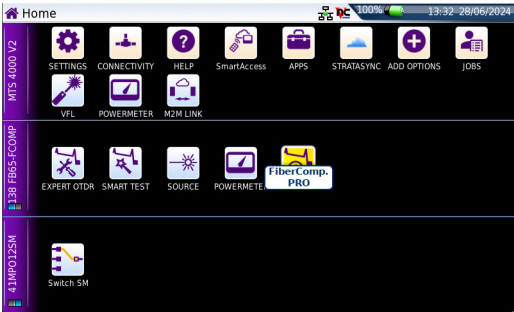 Home
100%
13:32 28/06/2024
MTS 4000 V2
SETTINGS
CONNECTIVITY
HELP
SmartAccess
APPS
STRATASYNC
ADD OPTIONS
JOBS
VFL
POWERMETER
M2M LINK
138 FB65-FCOMP
EXPERT OTDR
SMART TEST
SOURCE
POWERMETE
FiberComp.
PRO
41MPO12SM
Switch SM